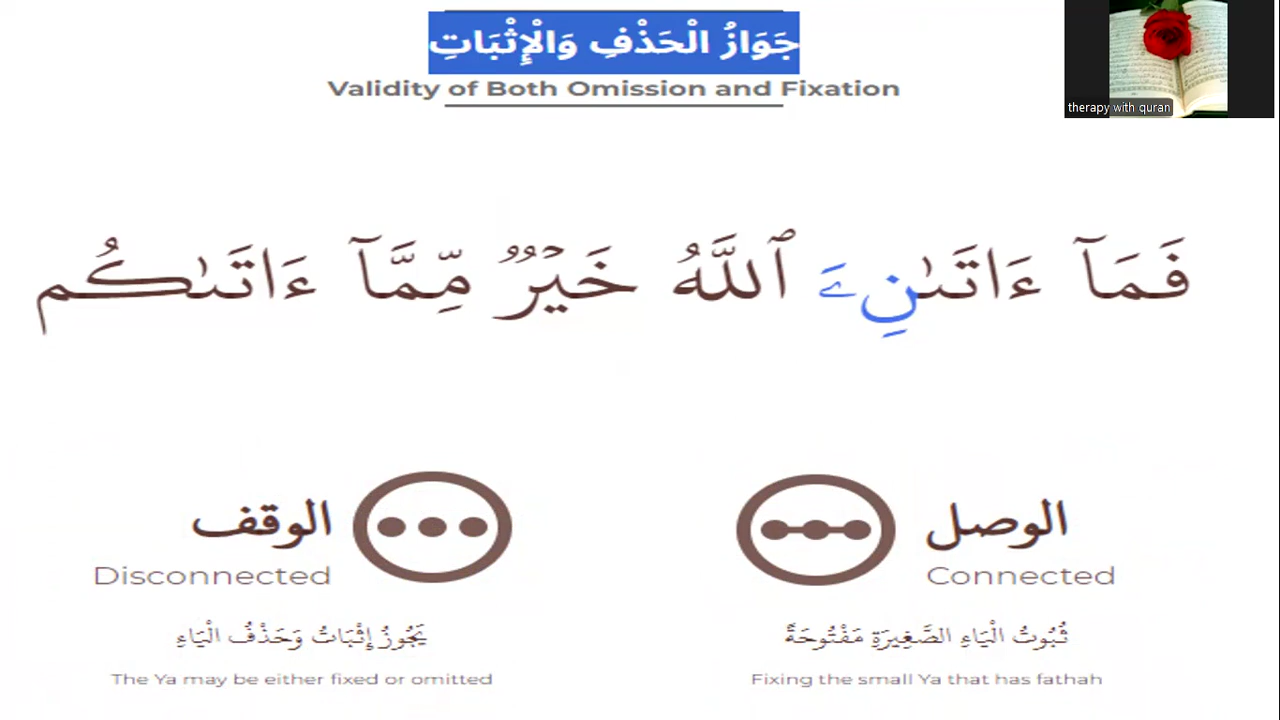 جَوَازُ الْحَذْفِ وَالْإِثْبَاتِ
Validity of Both Omission and Fixation
therapy with quran
فَمَآ ءَاتَىٰنِۦَ ٱللَّهُ خَيْرٌۭ مِّمَّآ ءَاتَىٰكُم
الوصل
Connected
ثُبُوتُ الْيَاءِ الصَّغِيرَةِ مَفْتُوحَةً
Fixing the small Ya that has fathah
الوقف
Disconnected
يَجُوزُ إِثْبَاتُ وَحَذْفُ الْيَاءِ
The Ya may be either fixed or omitted